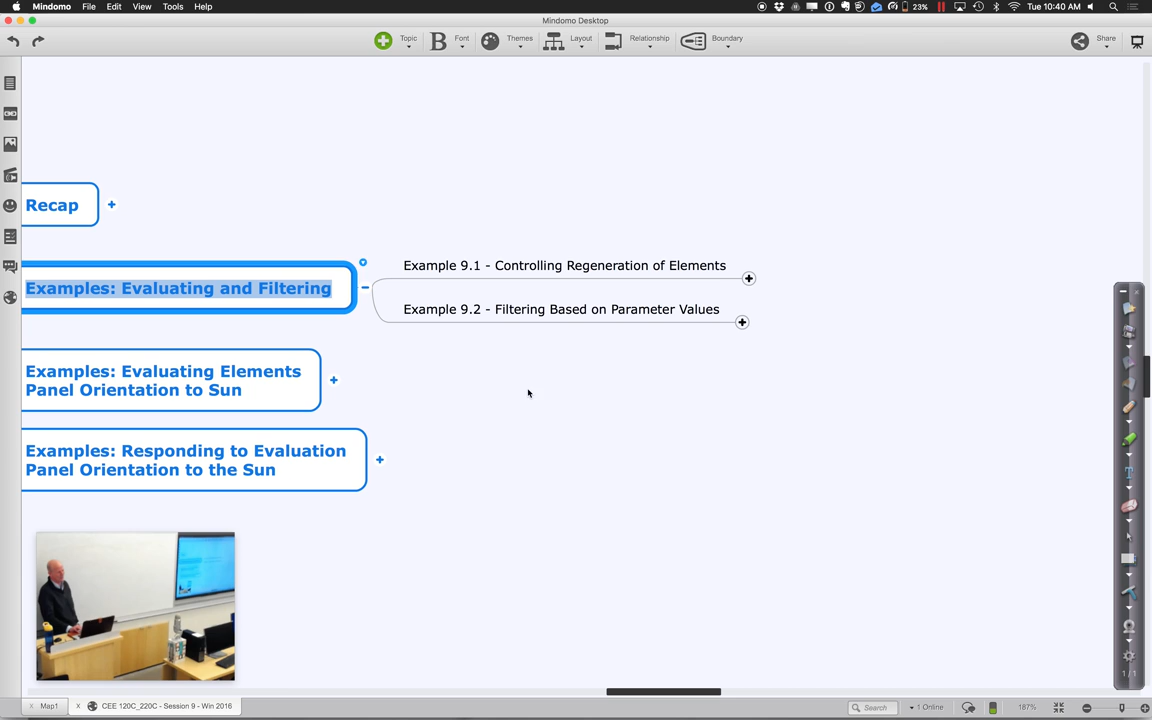 Mindomo File Edit View Tools Help 23% Tue 10:40 AM
Mindomo Desktop
Topic Font Themes Layout Relationship Boundary Share
Recap
Example 9.1 - Controlling Regeneration of Elements
Examples: Evaluating and Filtering
Example 9.2 - Filtering Based on Parameter Values
Examples: Evaluating Elements
Panel Orientation to Sun
Examples: Responding to Evaluation
Panel Orientation to the Sun
1/1
x Map1 x CEE 120C_220C - Session 9 - Win 2016 Search 1 Online 187%